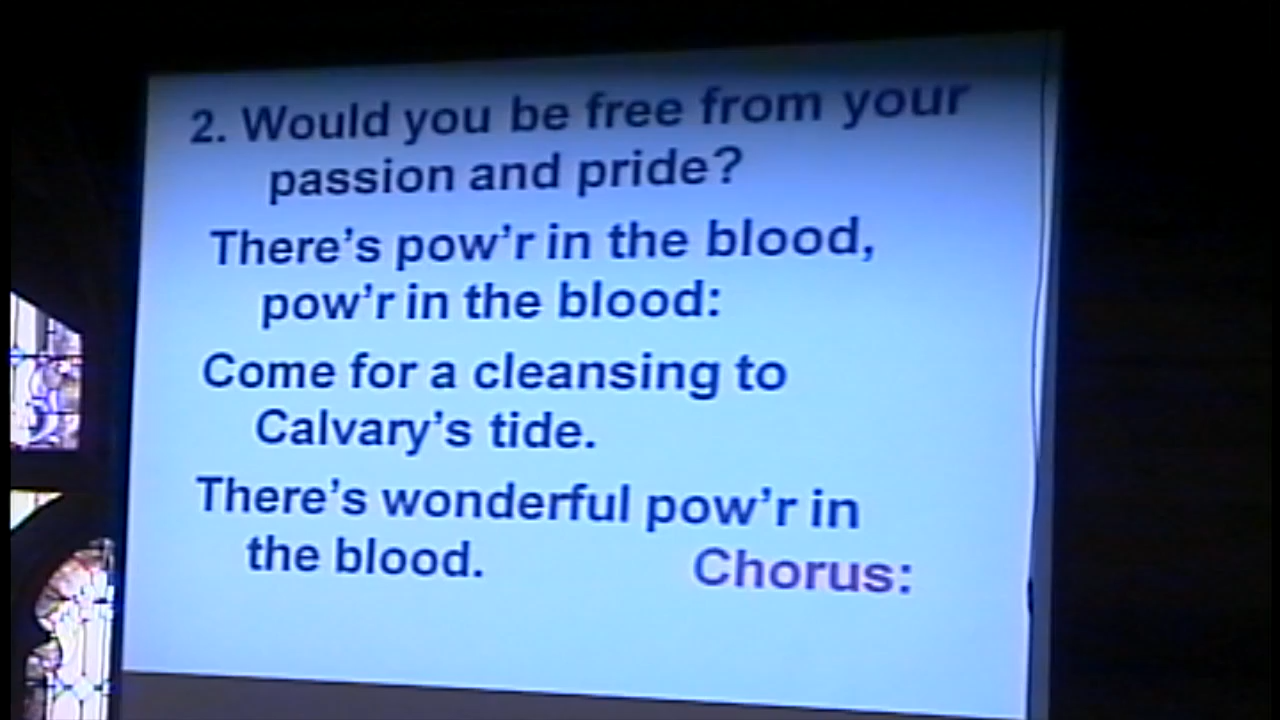 2. Would you be free from your
passion and pride?
There's pow'r in the blood,
pow'r in the blood:
Come for a cleansing to
Calvary's tide.
There's wonderful pow'r in
the blood. Chorus: